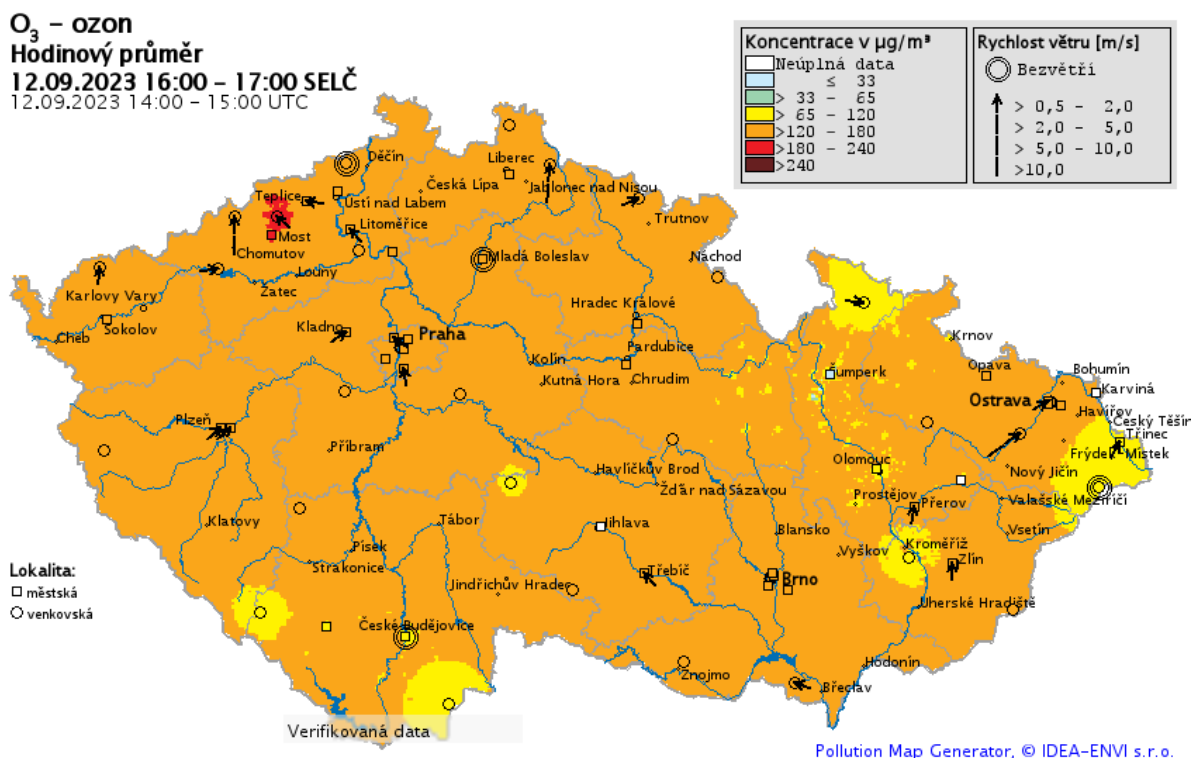 O₃ – ozon
Hodinový průměr
12.09.2023 16:00 – 17:00 SELČ
12.09.2023 14:00 – 15:00 UTC
Koncentrace v µg/m³
Neúplná data
≤ 33
> 33 – 65
> 65 – 120
>120 – 180
>180 – 240
>240
Rychlost větru [m/s]
Bezvětří
> 0,5 – 2,0
> 2,0 – 5,0
> 5,0 – 10,0
>10,0
Děčín
Liberec
Česká Lípa
Jablonec nad Nisou
Teplice
Ústí nad Labem
Trutnov
Litoměřice
Most
Chomutov
Mladá Boleslav
Náchod
Louny
Karlovy Vary
Žatec
Hradec Králové
Sokolov
Kladno
Praha
Cheb
Krnov
Pardubice
Kolín
Šumperk
Opava
Bohumín
Kutná Hora
Chrudim
Karviná
Ostrava
Havířov
Český Těšín
Plzeň
Třinec
Příbram
Frýdek Místek
Olomouc
Havlíčkův Brod
Nový Jičín
Žďár nad Sázavou
Prostějov
Přerov
Valašské Meziříčí
Klatovy
Tábor
Jihlava
Blansko
Vsetín
Písek
Vyškov
Kroměříž
Strakonice
Zlín
Lokalita:
městská
venkovská
Třebíč
Brno
Jindřichův Hradec
Uherské Hradiště
České Budějovice
Hodonín
Znojmo
Břeclav
Verifikovaná data
Pollution Map Generator, © IDEA-ENVI s.r.o.